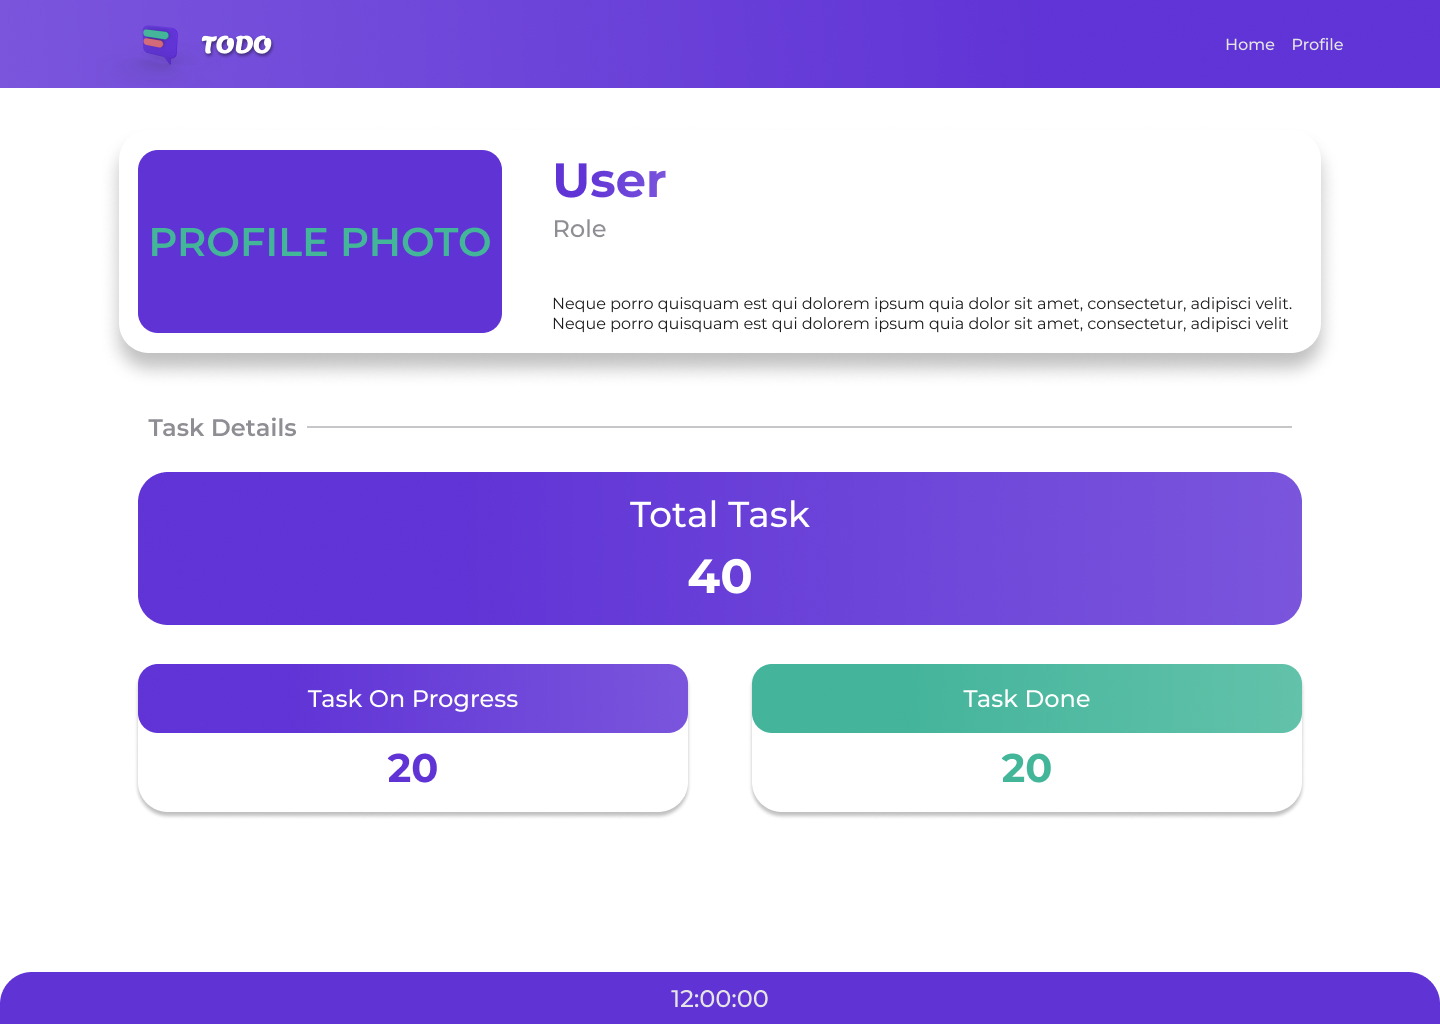 TODO
Home Profile
PROFILE PHOTO
User
Role
Neque porro quisquam est qui dolorem ipsum quia dolor sit amet, consectetur, adipisci velit.
Neque porro quisquam est qui dolorem ipsum quia dolor sit amet, consectetur, adipisci velit
Task Details
Total Task
40
Task On Progress
20
Task Done
20
12:00:00